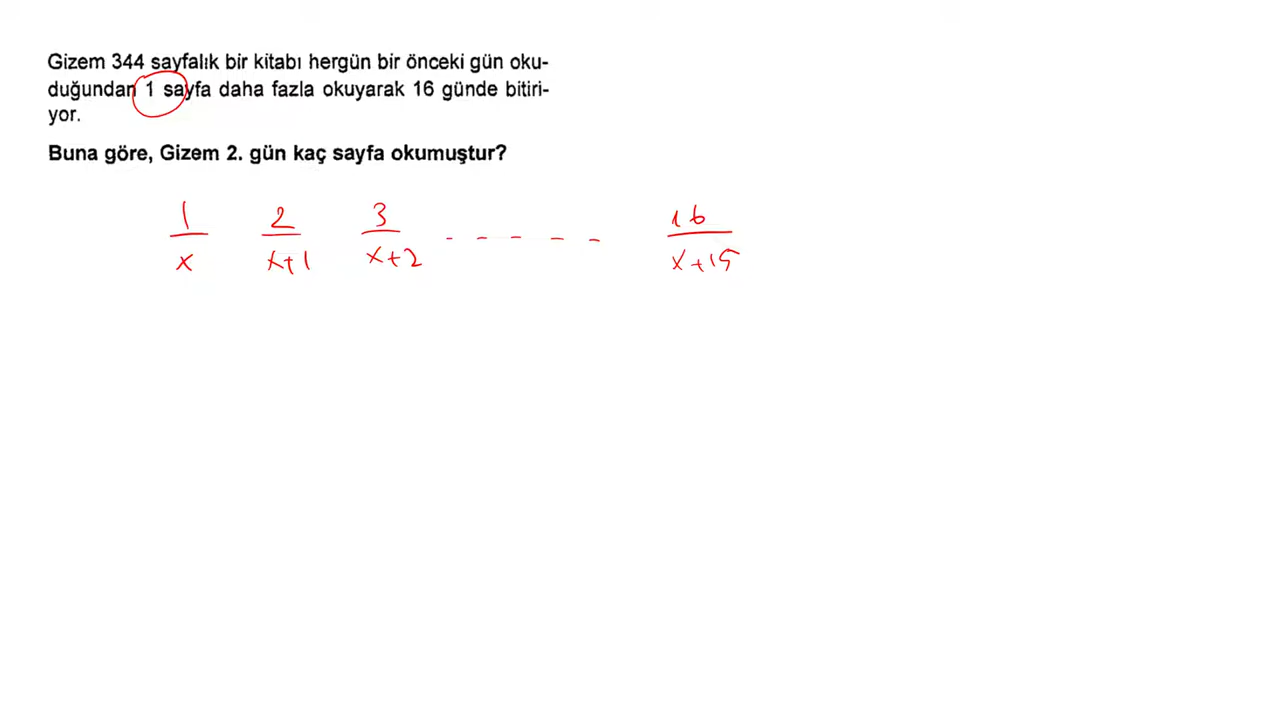 Gizem 344 sayfalık bir kitabı hergün bir önceki gün oku-
duğundan 1 sayfa daha fazla okuyarak 16 günde bitiri-
yor.
Buna göre, Gizem 2. gün kaç sayfa okumuştur?
1 2 3 - - - - - 16
x x+1 x+2 x+15